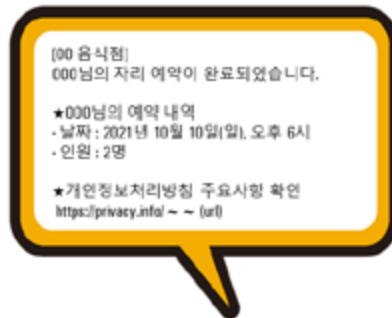 [00 음식점]
000님의 자리 예약이 완료되었습니다.
★000님의 예약 내역
- 날짜 : 2021년 10월 10일(일), 오후 6시
- 인원 : 2명
★개인정보처리방침 주요사항 확인
https://privacy.info/ ~ ~ (url)